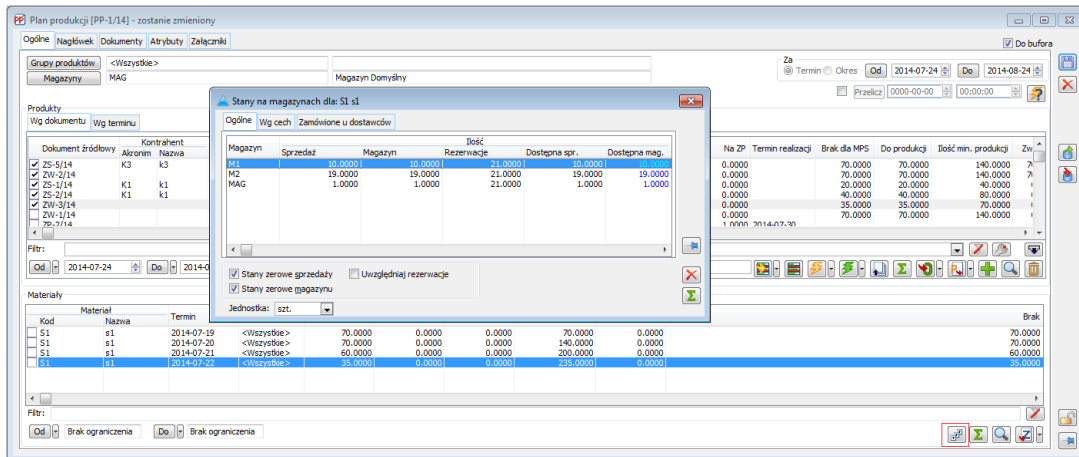 Plan produkcji [PP-1/14] - zostanie zmieniony
Ogólne Nagłówek Dokumenty Atrybuty Załączniki
Do bufora
Grupy produktów <Wszystkie>
Magazyny MAG Magazyn Domyślny
Za
Termin Okres Od 2014-07-24 Do 2014-08-24
Przelicz 0000-00-00 00:00:00
Produkty
Wg dokumentu Wg terminu
Dokument źródłowy Kontrahent Akronim Nazwa
Na ZP Termin realizacji Brak dla MPS Do produkcji Ilość min. produkcji Zw
ZS-5/14 K3 k3 0.0000 70.0000 70.0000 140.0000
ZW-2/14 0.0000 70.0000 70.0000 140.0000
ZS-1/14 K1 k1 0.0000 20.0000 20.0000 40.0000
ZS-2/14 K1 k1 0.0000 40.0000 40.0000 80.0000
ZW-3/14 0.0000 35.0000 35.0000 70.0000
ZW-1/14 0.0000 70.0000 70.0000 140.0000
ZP-2/14 1.0000 2014-07-30
Filtr:
Od 2014-07-24 Do 2014-0
Stany na magazynach dla: S1 s1
Ogólne Wg cech Zamówione u dostawców
Magazyn Ilość
Sprzedaż Magazyn Rezerwacje Dostępna spr. Dostępna mag.
M1 10.0000 10.0000 21.0000 10.0000 10.0000
M2 19.0000 19.0000 21.0000 19.0000 19.0000
MAG 1.0000 1.0000 21.0000 1.0000 1.0000
Stany zerowe sprzedaży Uwzględniaj rezerwacje
Stany zerowe magazynu
Jednostka: szt.
Materiały
Materiał
Kod Nazwa Termin Brak
S1 s1 2014-07-19 <Wszystkie> 70.0000 0.0000 0.0000 70.0000 0.0000 70.0000
S1 s1 2014-07-20 <Wszystkie> 70.0000 0.0000 0.0000 140.0000 0.0000 70.0000
S1 s1 2014-07-21 <Wszystkie> 60.0000 0.0000 0.0000 200.0000 0.0000 60.0000
S1 s1 2014-07-22 <Wszystkie> 35.0000 0.0000 0.0000 235.0000 0.0000 35.0000
Filtr:
Od Brak ograniczenia Do Brak ograniczenia